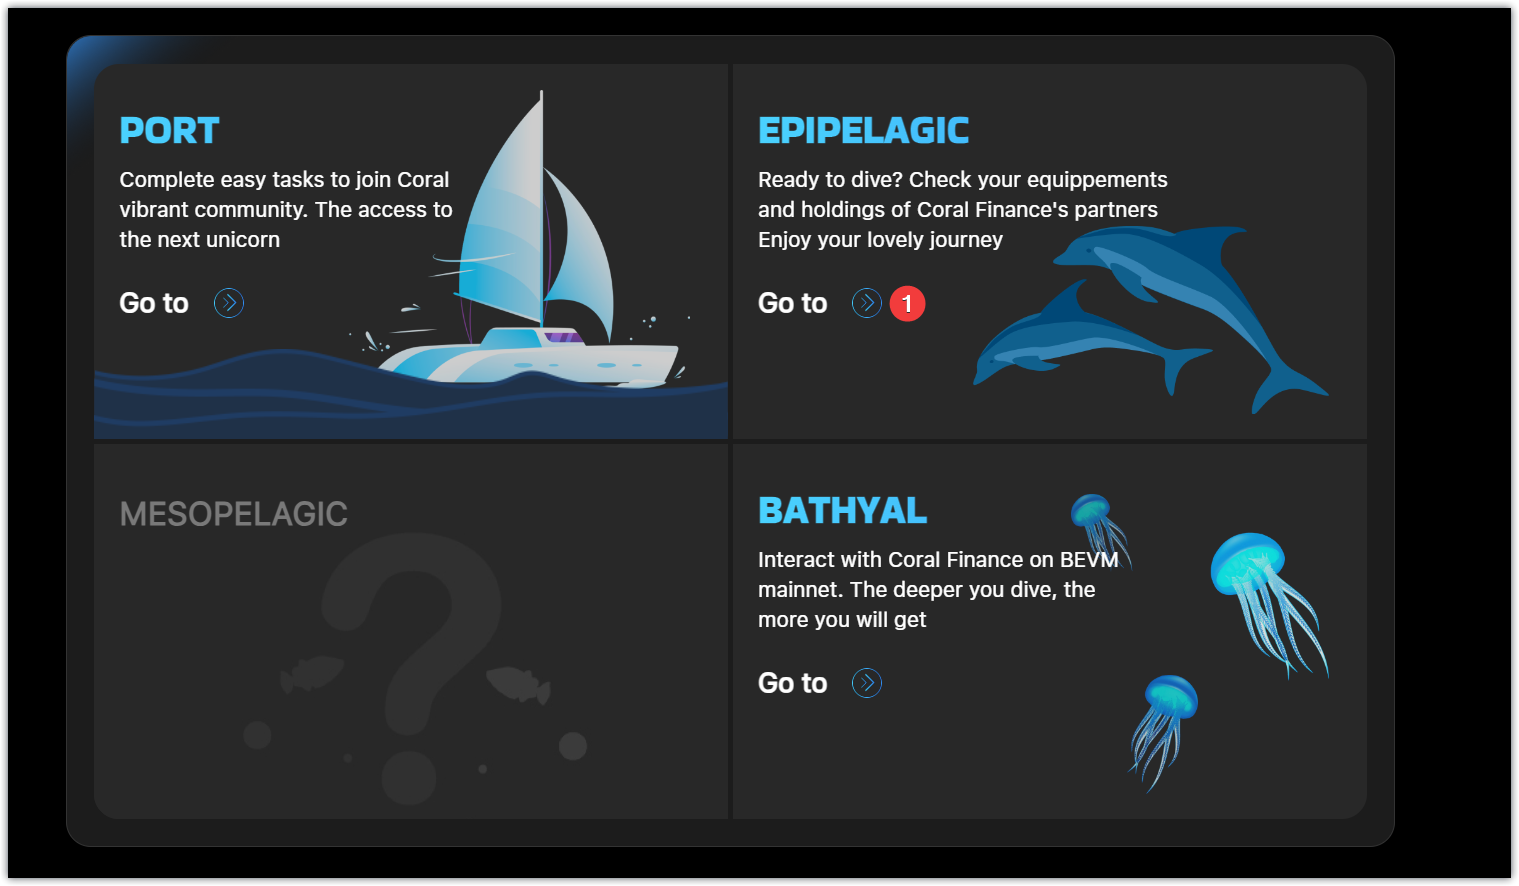 PORT
Complete easy tasks to join Coral
vibrant community. The access to
the next unicorn
Go to
EPIPELAGIC
Ready to dive? Check your equippements
and holdings of Coral Finance's partners
Enjoy your lovely journey
Go to
1
MESOPELAGIC
?
BATHYAL
Interact with Coral Finance on BEVM
mainnet. The deeper you dive, the
more you will get
Go to